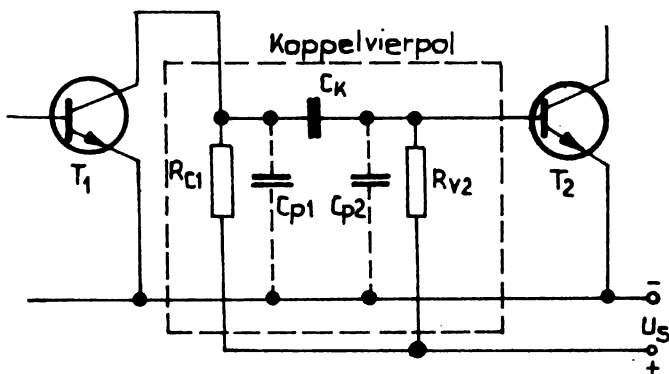 Koppelvierpol
C_K
T_1
R_C1
C_p1
C_p2
R_V2
T_2
-
U_S
+